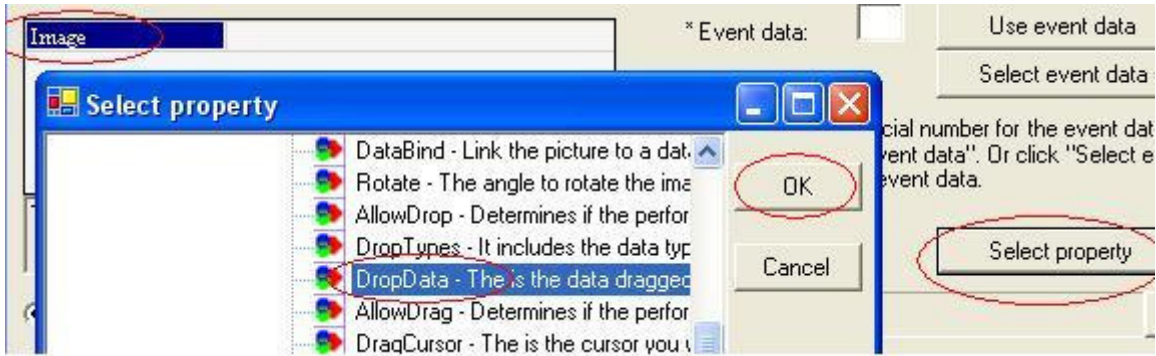 Image
* Event data:
Use event data
Select event data
Select property
cial number for the event dat
vent data". Or click "Select e
event data.
DataBind - Link the picture to a dat
Rotate - The angle to rotate the ima
AllowDrop - Determines if the perfor
DropTypes - It includes the data typ
DropData - The is the data dragged
AllowDrag - Determines if the perfor
DragCursor - The is the cursor you
OK
Cancel
Select property